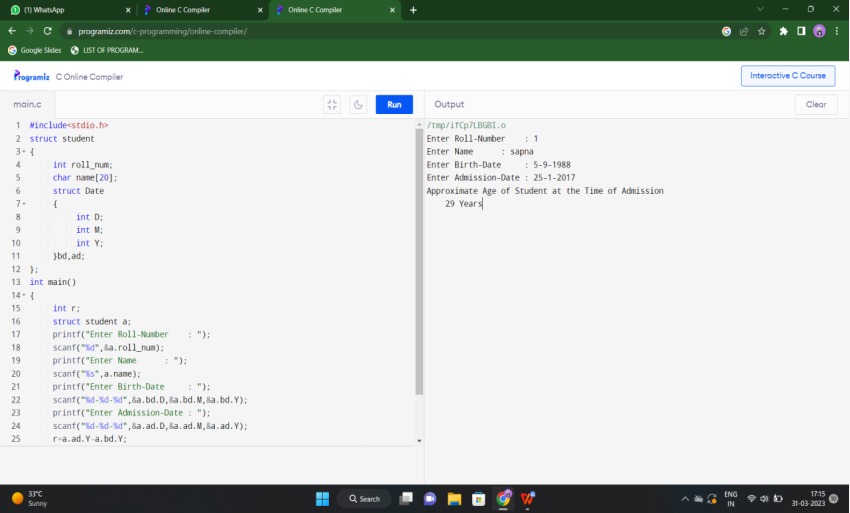 (1) WhatsApp
Online C Compiler
Online C Compiler
programiz.com/c-programming/online-compiler/
Google Slides
LIST OF PROGRAM...
Programiz C Online Compiler
Interactive C Course
main.c
Run
Output
Clear
1 #include<stdio.h>
2 struct student
3 {
4 int roll_num;
5 char name[20];
6 struct Date
7 {
8 int D;
9 int M;
10 int Y;
11 }bd,ad;
12 };
13 int main()
14 {
15 int r;
16 struct student a;
17 printf("Enter Roll-Number    : ");
18 scanf("%d",&a.roll_num);
19 printf("Enter Name       : ");
20 scanf("%s",a.name);
21 printf("Enter Birth-Date     : ");
22 scanf("%d-%d-%d",&a.bd.D,&a.bd.M,&a.bd.Y);
23 printf("Enter Admission-Date : ");
24 scanf("%d-%d-%d",&a.ad.D,&a.ad.M,&a.ad.Y);
25 r=a.ad.Y-a.bd.Y;
/tmp/ifCp7LBGBI.o
Enter Roll-Number    : 1
Enter Name      : sapna
Enter Birth-Date     : 5-9-1988
Enter Admission-Date : 25-1-2017
Approximate Age of Student at the Time of Admission
29 Years
33°C
Sunny
Search
ENG
IN
17:15
31-03-2023